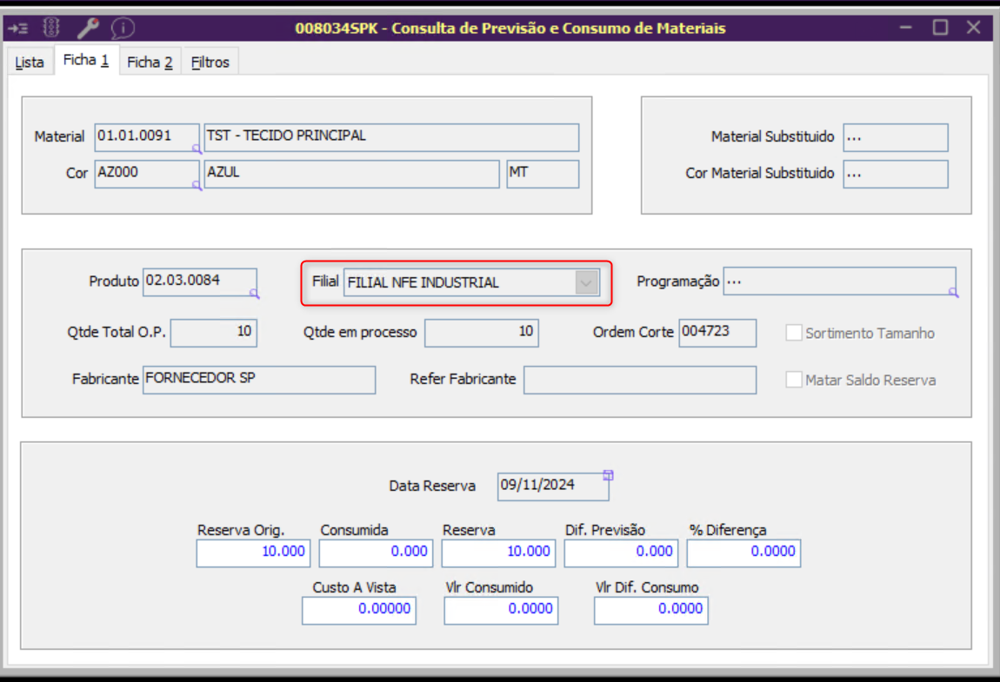 008034SPK - Consulta de Previsão e Consumo de Materiais
Lista Ficha 1 Ficha 2 Filtros
Material 01.01.0091 TST - TECIDO PRINCIPAL
Cor AZ000 AZUL MT
Material Substituido ...
Cor Material Substituido ...
Produto 02.03.0084 Filial FILIAL NFE INDUSTRIAL Programação ...
Qtde Total O.P. 10 Qtde em processo 10 Ordem Corte 004723 Sortimento Tamanho
Fabricante FORNECEDOR SP Refer Fabricante Matar Saldo Reserva
Data Reserva 09/11/2024
Reserva Orig. Consumida Reserva Dif. Previsão % Diferença
10.000 0.000 10.000 0.000 0.0000
Custo A Vista Vlr Consumido Vlr Dif. Consumo
0.00000 0.0000 0.0000